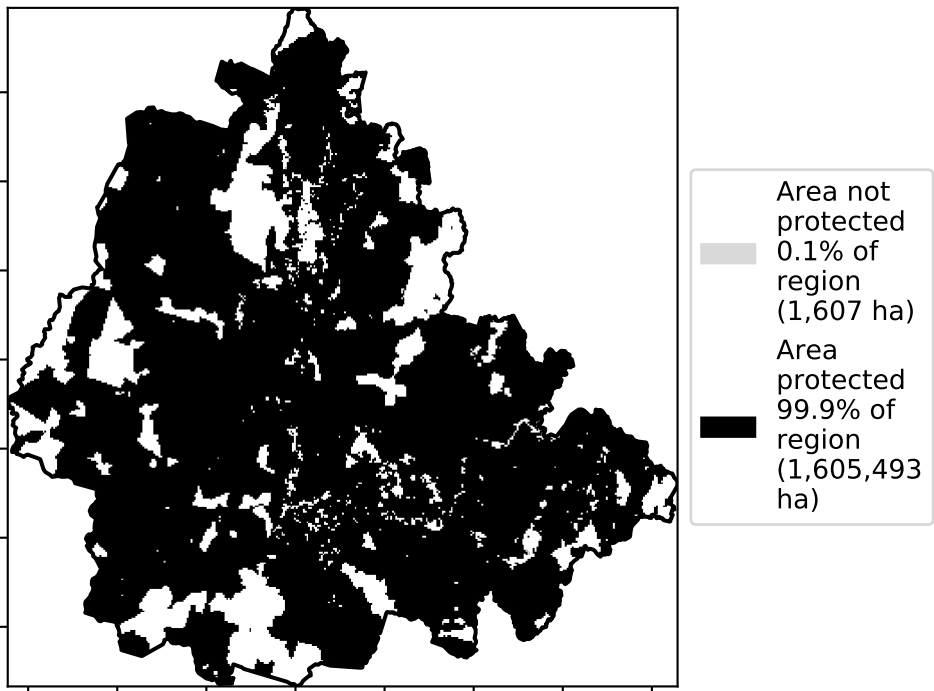 Area not
protected
0.1% of
region
(1,607 ha)
Area
protected
99.9% of
region
(1,605,493
ha)